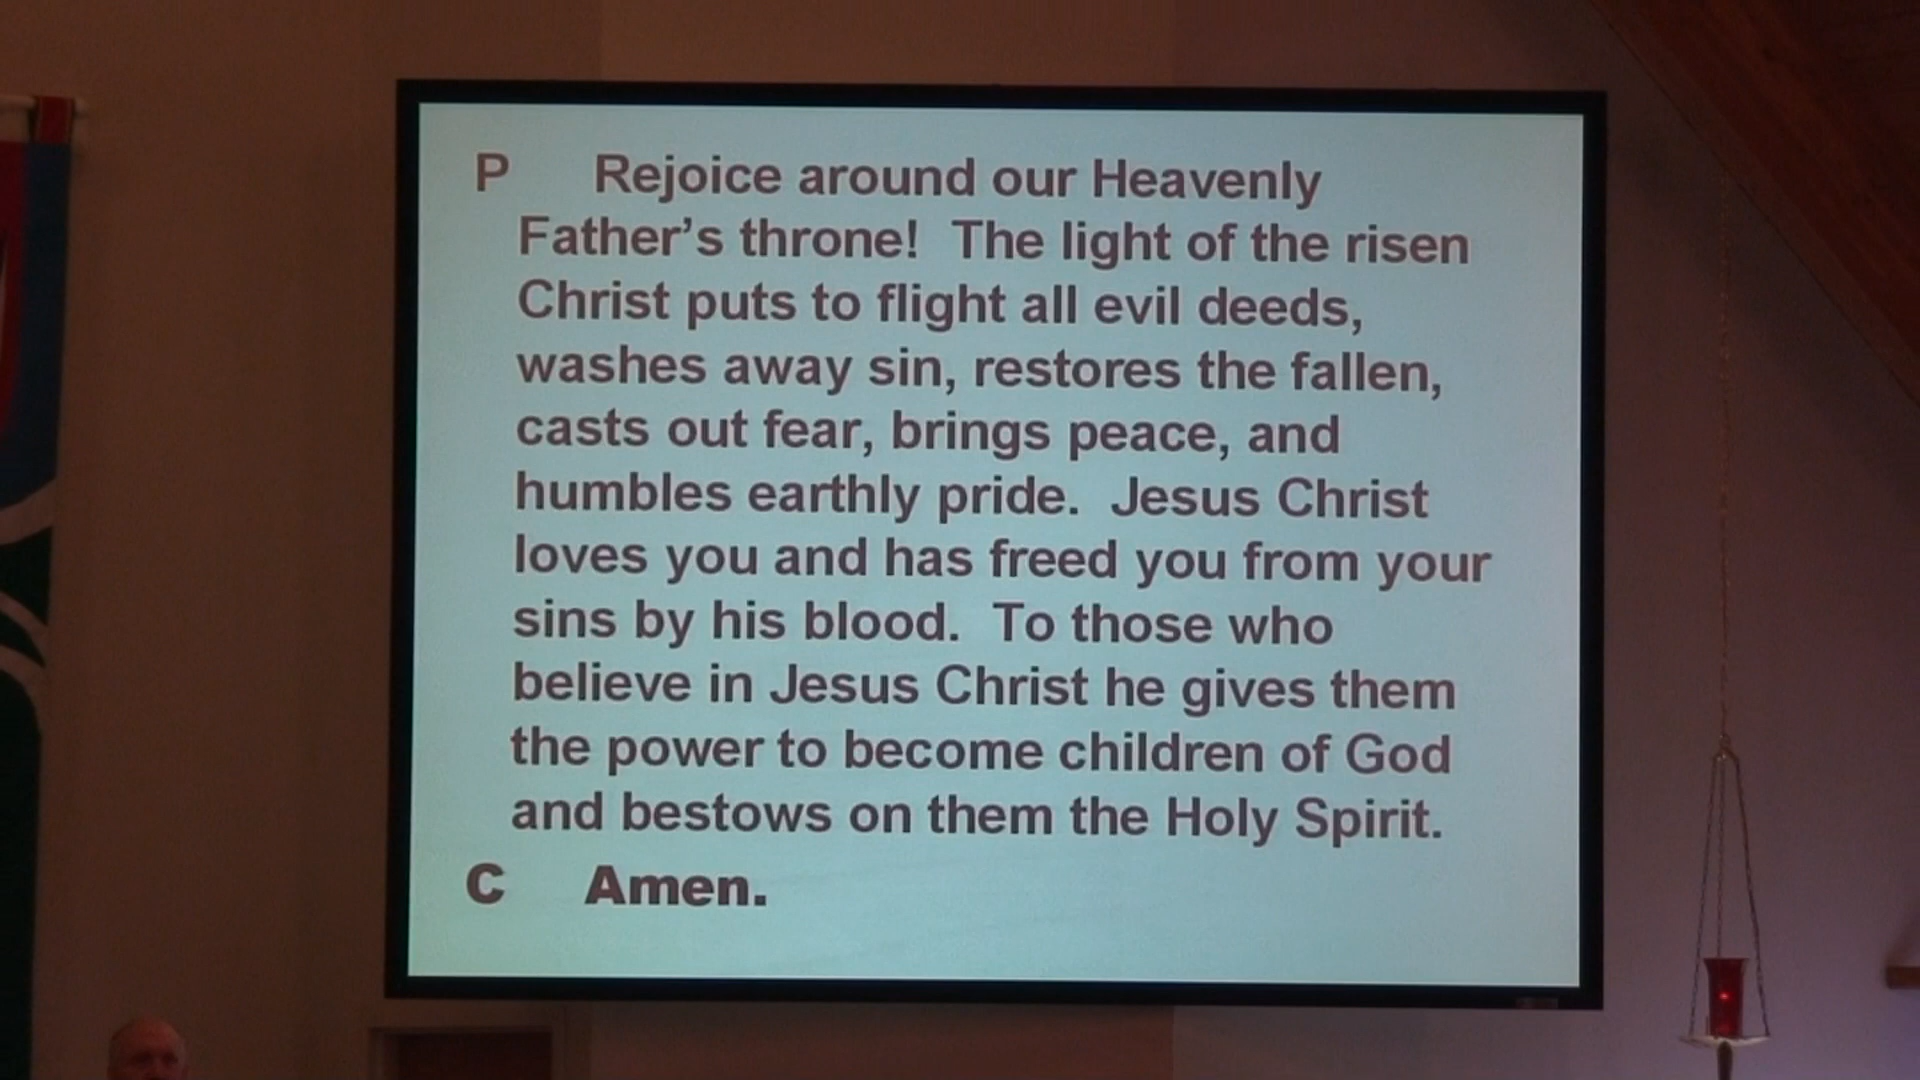 P Rejoice around our Heavenly
Father’s throne! The light of the risen
Christ puts to flight all evil deeds,
washes away sin, restores the fallen,
casts out fear, brings peace, and
humbles earthly pride. Jesus Christ
loves you and has freed you from your
sins by his blood. To those who
believe in Jesus Christ he gives them
the power to become children of God
and bestows on them the Holy Spirit.
C Amen.